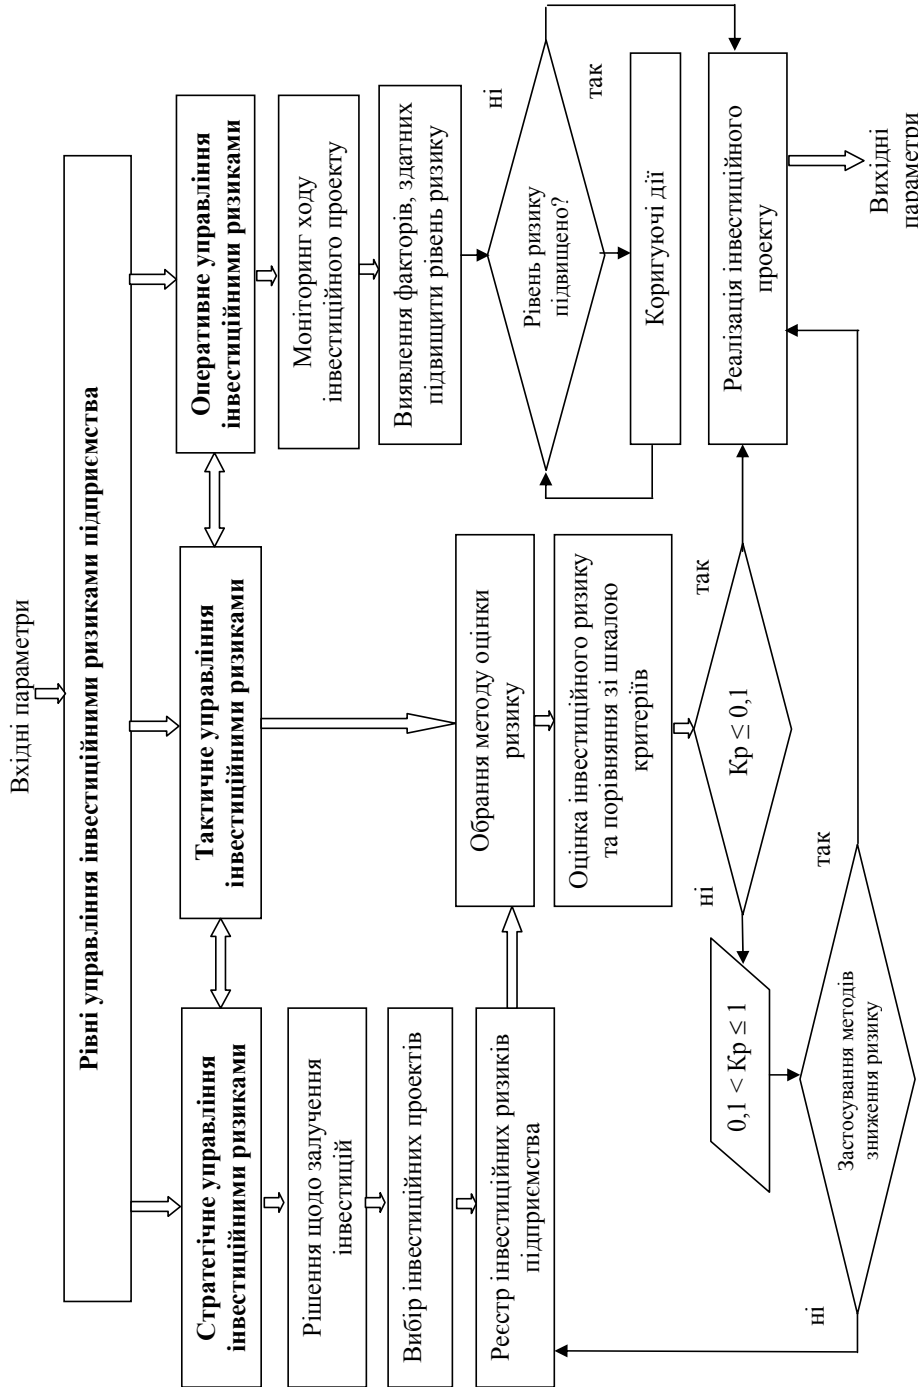 Вхідні параметри
Рівні управління інвестиційними ризиками підприємства
Стратегічне управління
інвестиційними ризиками
Рішення щодо залучення
інвестицій
Вибір інвестиційних проектів
Реєстр інвестиційних ризиків
підприємства
Тактичне управління
інвестиційними ризиками
Обрання методу оцінки
ризику
Оцінка інвестиційного ризику
та порівняння зі шкалою
критеріїв
Кр ≤ 0,1
ні
так
0,1 < Кр ≤ 1
Застосування методів
зниження ризику
ні
так
Оперативне управління
інвестиційними ризиками
Моніторинг ходу
інвестиційного проекту
Виявлення факторів, здатних
підвищити рівень ризику
Рівень ризику
підвищено?
ні
так
Коригуючі дії
Реалізація інвестиційного
проекту
Вихідні
параметри